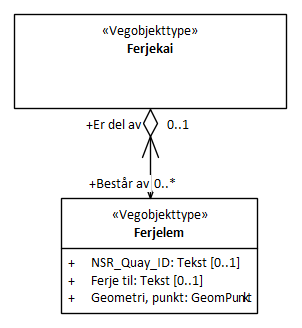 «Vegobjekttype»
Ferjekai
+Er del av 0..1
+Består av 0..*
«Vegobjekttype»
Ferjelem
+ NSR_Quay_ID: Tekst [0..1]
+ Ferje til: Tekst [0..1]
+ Geometri, punkt: GeomPunkt